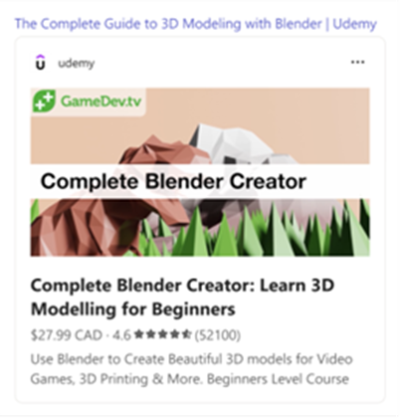 The Complete Guide to 3D Modeling with Blender | Udemy
udemy
GameDev.tv
Complete Blender Creator
Complete Blender Creator: Learn 3D
Modelling for Beginners
$27.99 CAD · 4.6 ★★★★⯨ (52100)
Use Blender to Create Beautiful 3D models for Video
Games, 3D Printing & More. Beginners Level Course